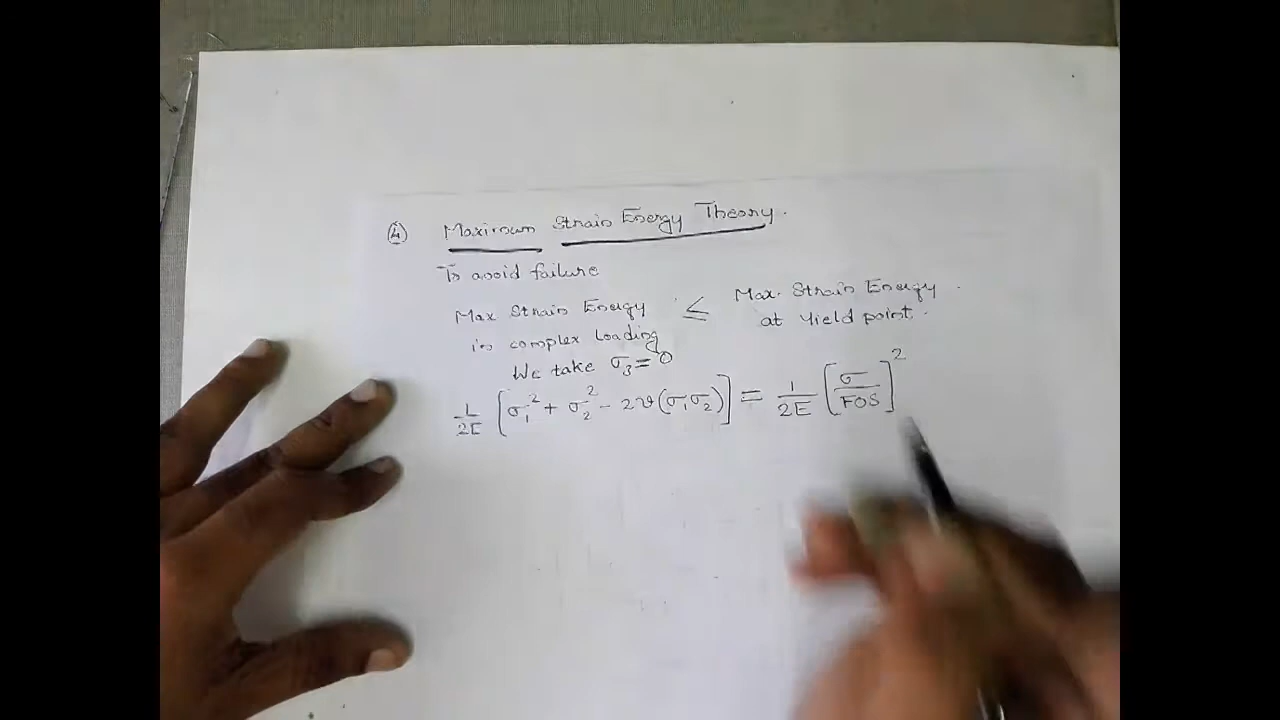 ④ Maximum Strain Energy Theory.
To avoid failure
Max Strain Energy in complex loading ≤ Max. Strain Energy at yield point.
We take σ₃ = 0
1/2E [σ₁² + σ₂² - 2ϑ(σ₁σ₂)] = 1/2E [σ/FOS]²